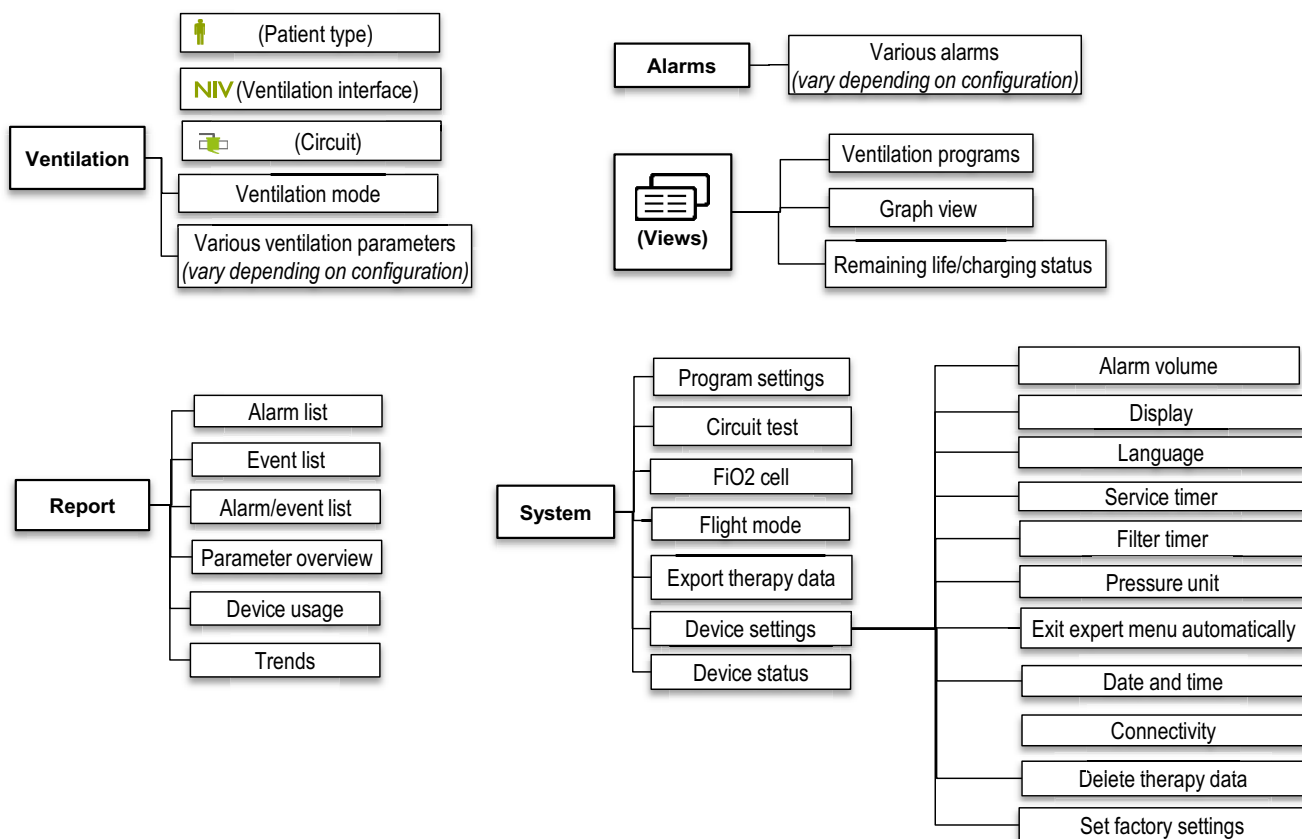 (Patient type)
NIV (Ventilation interface)
(Circuit)
Ventilation
Ventilation mode
Various ventilation parameters
(vary depending on configuration)
Alarms
Various alarms
(vary depending on configuration)
(Views)
Ventilation programs
Graph view
Remaining life/charging status
Report
Alarm list
Event list
Alarm/event list
Parameter overview
Device usage
Trends
System
Program settings
Circuit test
FiO2 cell
Flight mode
Export therapy data
Device settings
Device status
Alarm volume
Display
Language
Service timer
Filter timer
Pressure unit
Exit expert menu automatically
Date and time
Connectivity
Delete therapy data
Set factory settings